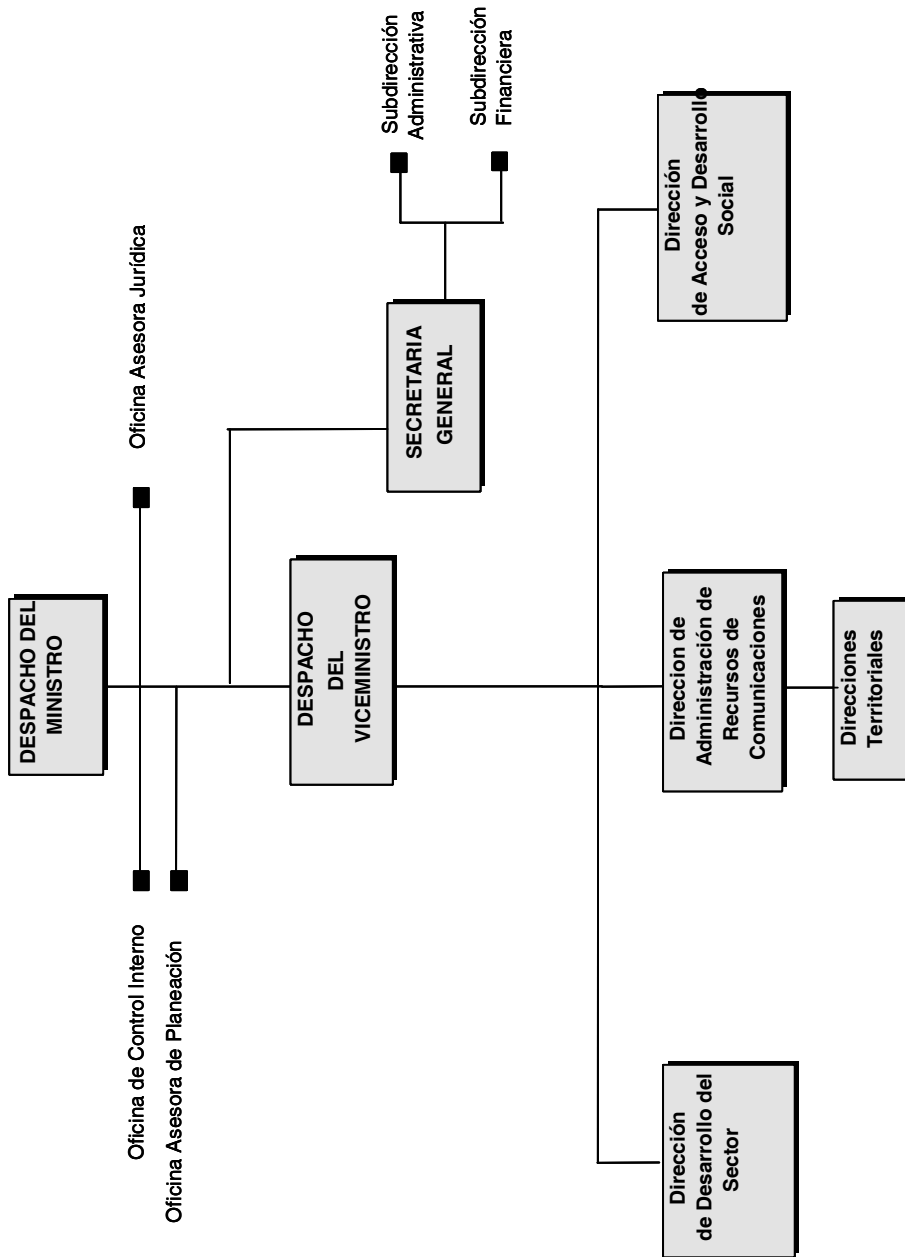 DESPACHO DEL
MINISTRO
Oficina de Control Interno
Oficina Asesora Jurídica
Oficina Asesora de Planeación
DESPACHO
DEL
VICEMINISTRO
SECRETARIA
GENERAL
Subdirección
Administrativa
Subdirección
Financiera
Dirección
de Desarrollo del
Sector
Direccion de
Administración de
Recursos de
Comunicaciones
Dirección
de Acceso y Desarrollo
Social
Direcciones
Territoriales